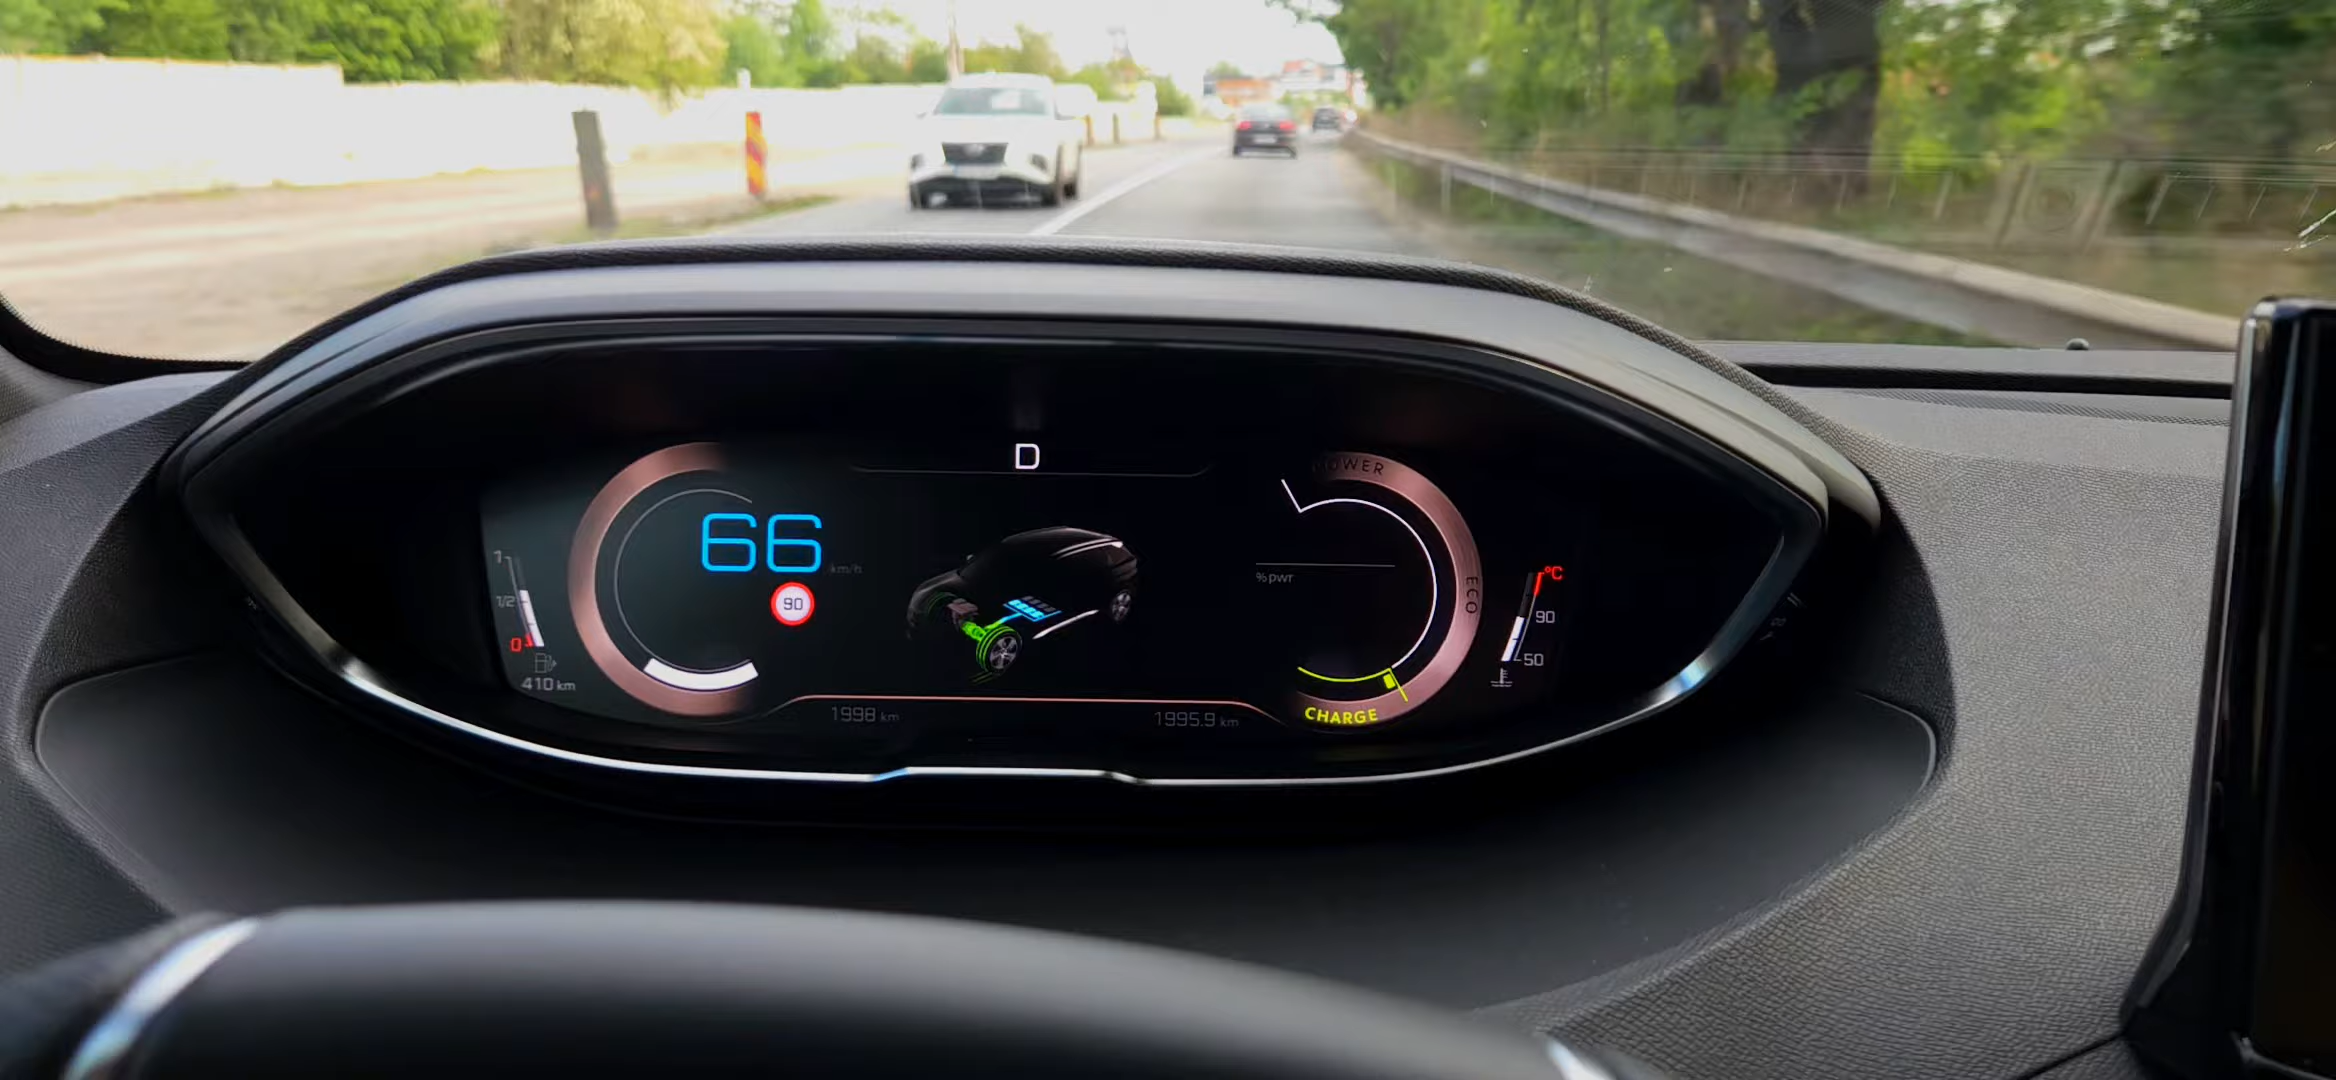 D
66 km/h
90
1
1/2
0
410 km
1998 km
1995.9 km
POWER
ECO
CHARGE
%pwr
°C
90
50